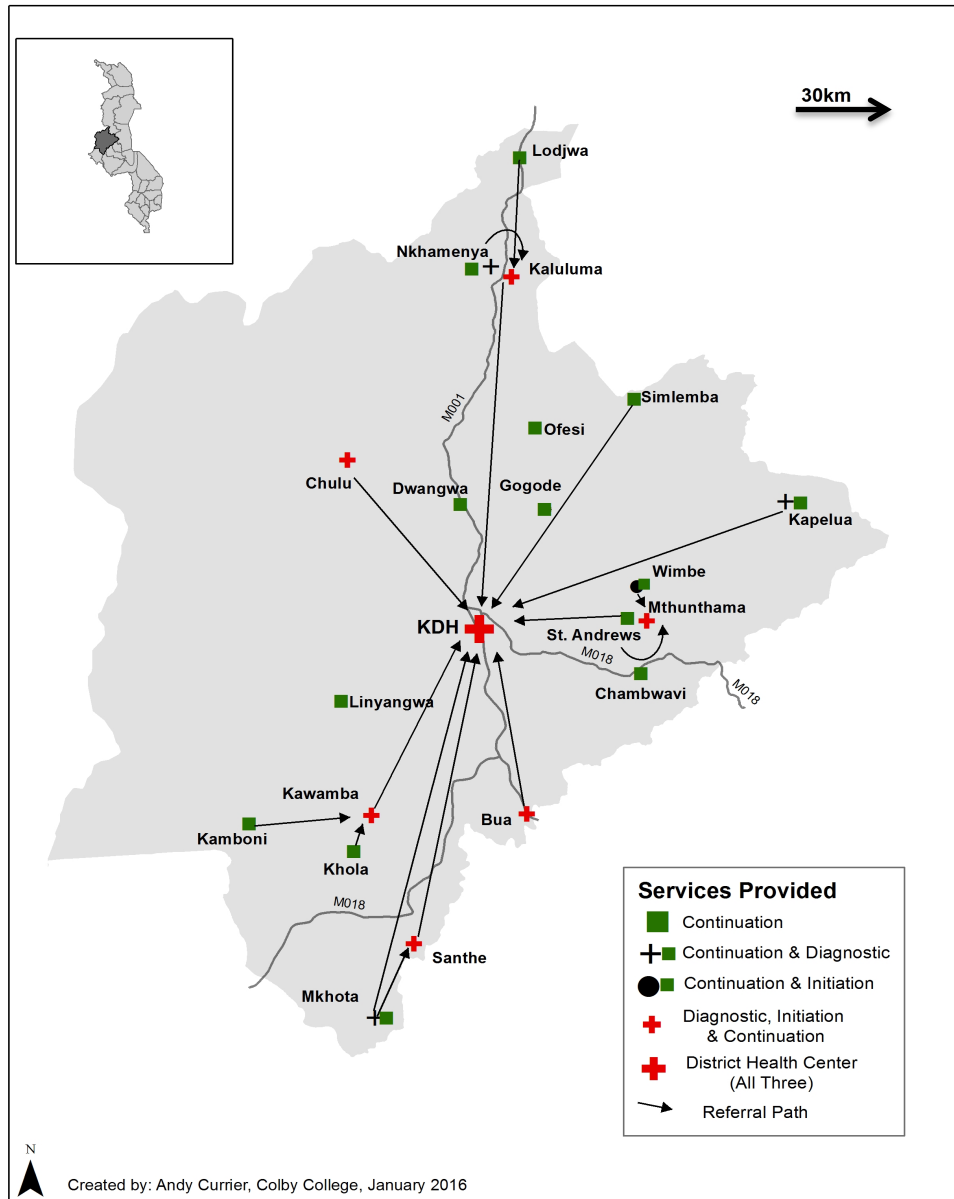 30km
Lodjwa
Nkhamenya
Kaluluma
Simlemba
M001
Ofesi
Chulu
Dwangwa
Gogode
Kapelua
Wimbe
Mthunthama
KDH
St. Andrews
M018
Chambwavi
M018
Linyangwa
Kawamba
Bua
Kamboni
Khola
M018
Santhe
Mkhota
Services Provided
Continuation
Continuation & Diagnostic
Continuation & Initiation
Diagnostic, Initiation
& Continuation
District Health Center
(All Three)
Referral Path
N
Created by: Andy Currier, Colby College, January 2016